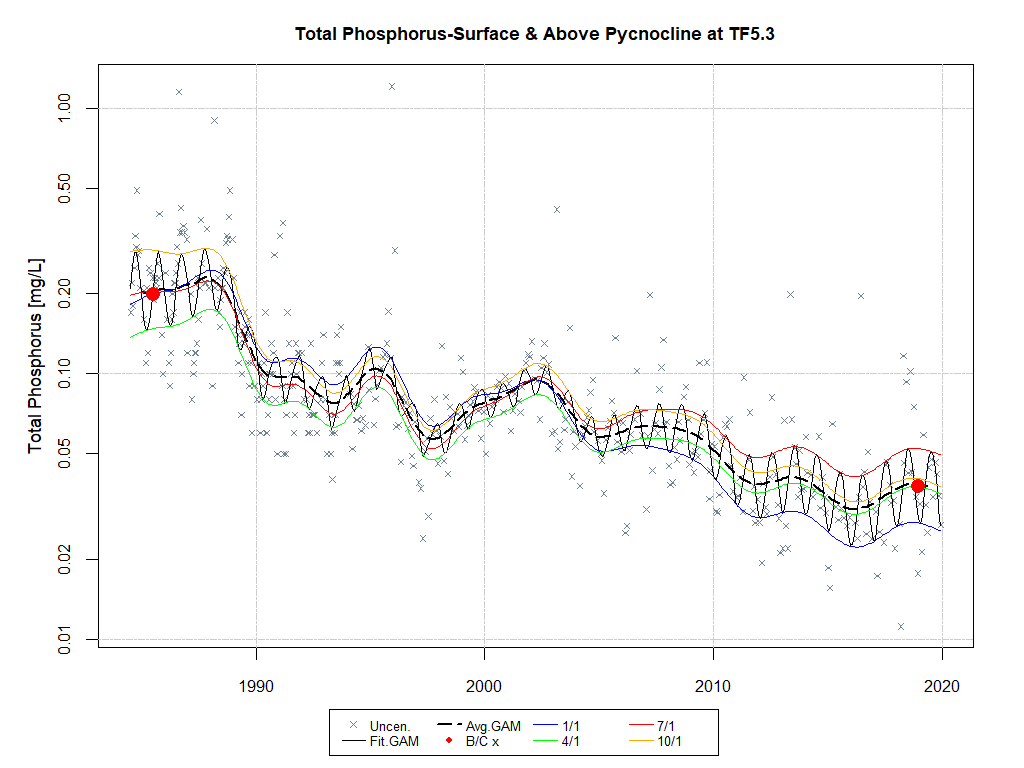 Total Phosphorus-Surface & Above Pycnocline at TF5.3
Total Phosphorus [mg/L]
1.00
0.50
0.20
0.10
0.05
0.02
0.01
1990 2000 2010 2020
Uncen. Avg.GAM 1/1 7/1
Fit.GAM B/C x 4/1 10/1